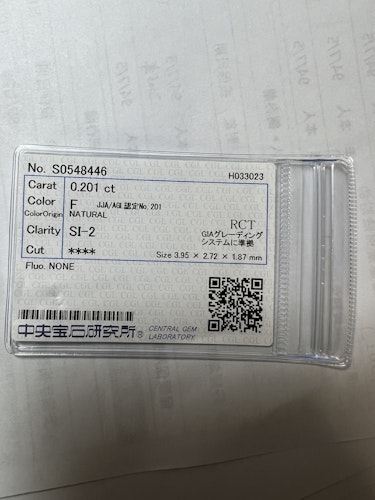 No. S0548446 H033023
Carat 0.201 ct
Color F JJA/AGL認定No.201
ColorOrigin NATURAL
RCT
Clarity SI-2 GIAグレーディング
システムに準拠
Cut ****
Size 3.95 × 2.72 × 1.87 mm
Fluo. NONE
中央宝石研究所® CENTRAL GEM
LABORATORY